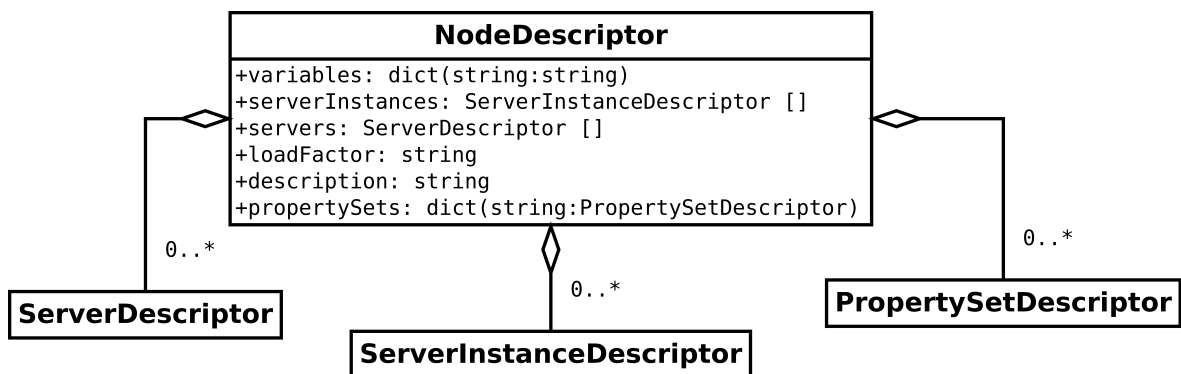 NodeDescriptor
+variables: dict(string:string)
+serverInstances: ServerInstanceDescriptor []
+servers: ServerDescriptor []
+loadFactor: string
+description: string
+propertySets: dict(string:PropertySetDescriptor)
0..*
0..*
0..*
ServerDescriptor
ServerInstanceDescriptor
PropertySetDescriptor